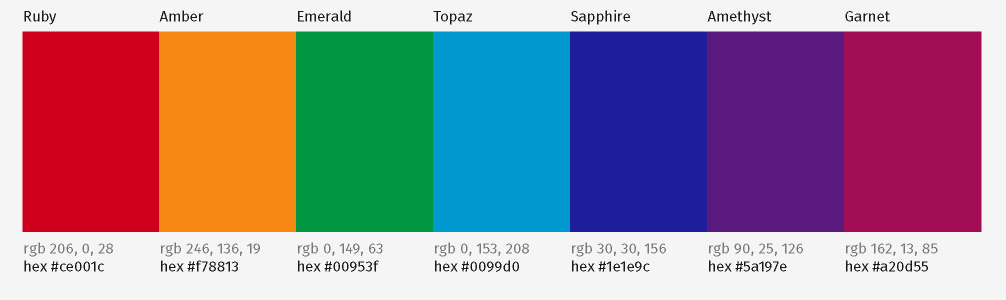 Ruby Amber Emerald Topaz Sapphire Amethyst Garnet
rgb 206, 0, 28 rgb 246, 136, 19 rgb 0, 149, 63 rgb 0, 153, 208 rgb 30, 30, 156 rgb 90, 25, 126 rgb 162, 13, 85
hex #ce001c hex #f78813 hex #00953f hex #0099d0 hex #1e1e9c hex #5a197e hex #a20d55